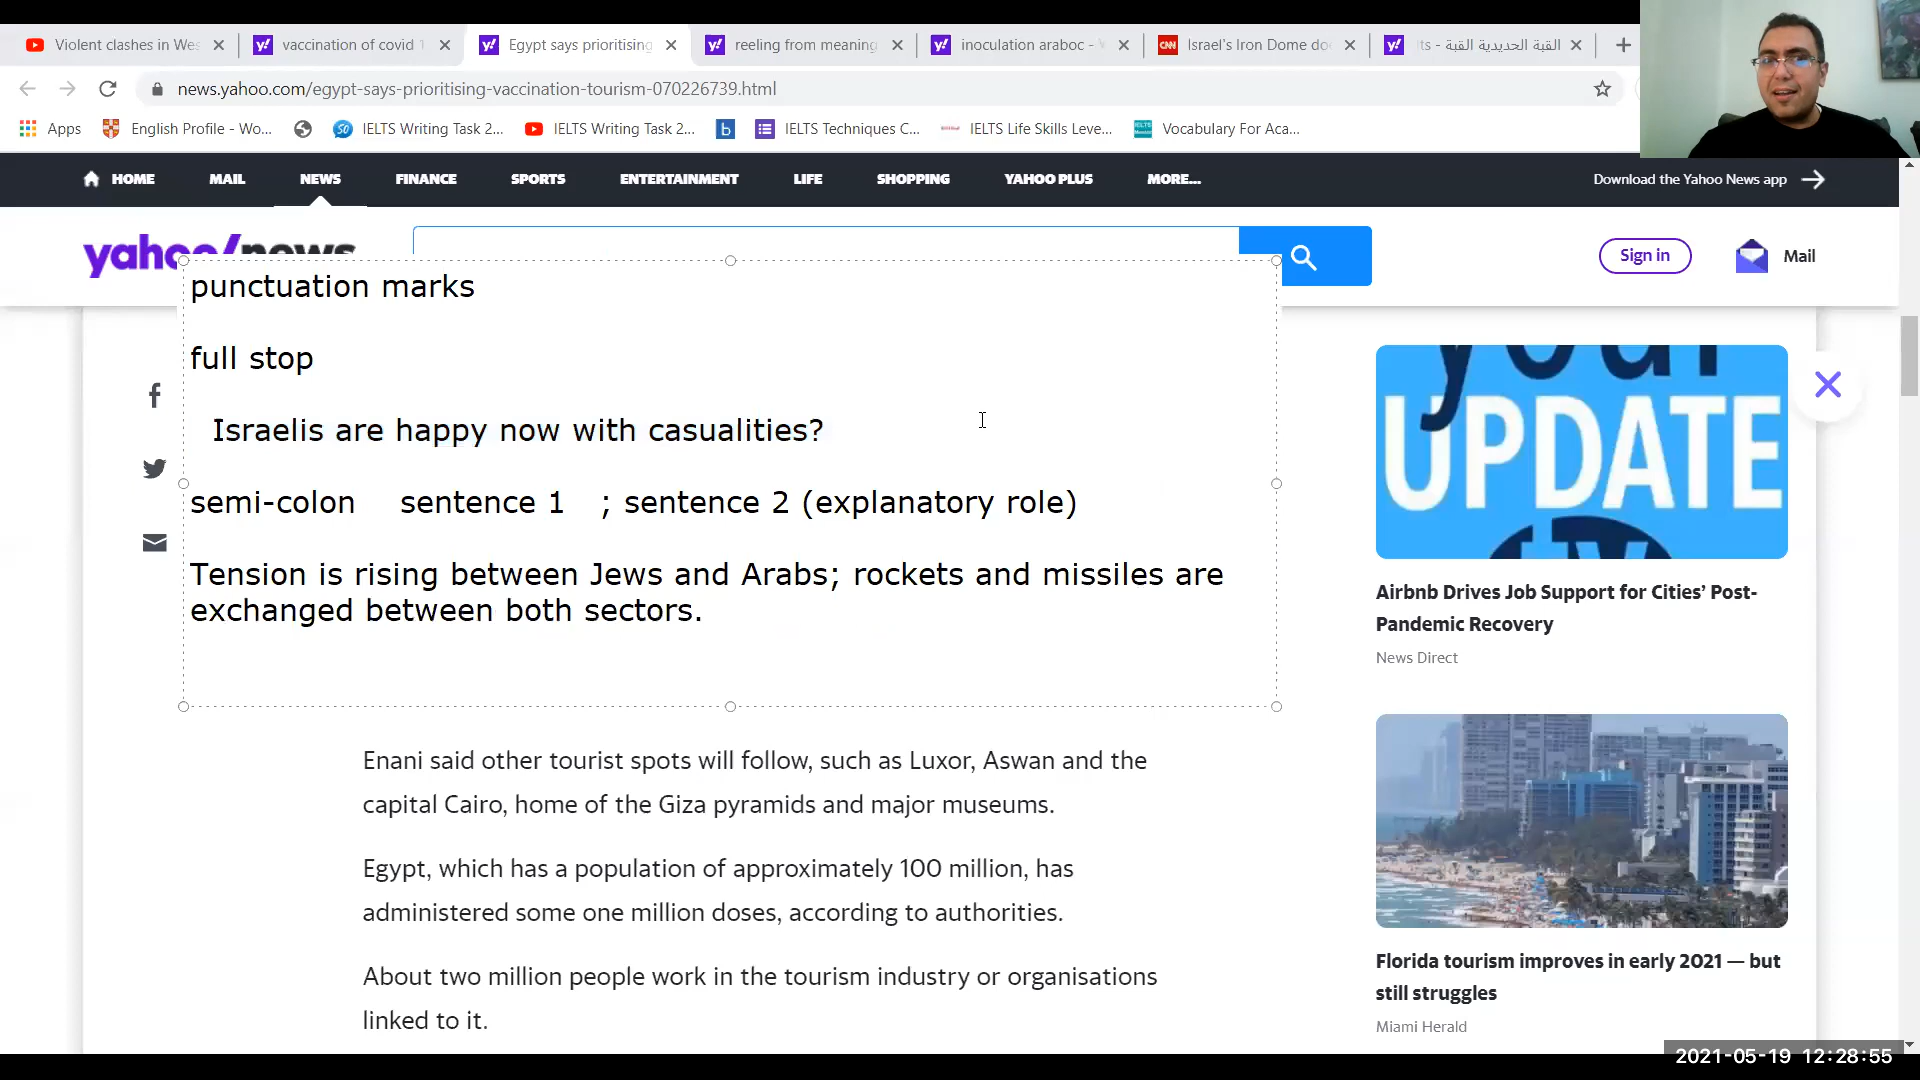 Violent clashes in Wes
vaccination of covid 1
Egypt says prioritising
reeling from meaning
inoculation araboc - Y
CNN Israel's Iron Dome do
القبة الحديدية القبة - its
news.yahoo.com/egypt-says-prioritising-vaccination-tourism-070226739.html
Apps English Profile - Wo... IELTS Writing Task 2... IELTS Writing Task 2... IELTS Techniques C... IELTS Life Skills Leve... Vocabulary For Aca...
HOME MAIL NEWS FINANCE SPORTS ENTERTAINMENT LIFE SHOPPING YAHOO PLUS MORE... Download the Yahoo News app
yahoo/news
Sign in Mail
punctuation marks
full stop
Israelis are happy now with casualities?
semi-colon sentence 1 ; sentence 2 (explanatory role)
Tension is rising between Jews and Arabs; rockets and missiles are
exchanged between both sectors.
Enani said other tourist spots will follow, such as Luxor, Aswan and the
capital Cairo, home of the Giza pyramids and major museums.
Egypt, which has a population of approximately 100 million, has
administered some one million doses, according to authorities.
About two million people work in the tourism industry or organisations
linked to it.
your
UPDATE
Airbnb Drives Job Support for Cities' Post-
Pandemic Recovery
News Direct
Florida tourism improves in early 2021 — but
still struggles
Miami Herald
2021-05-19 12:28:55